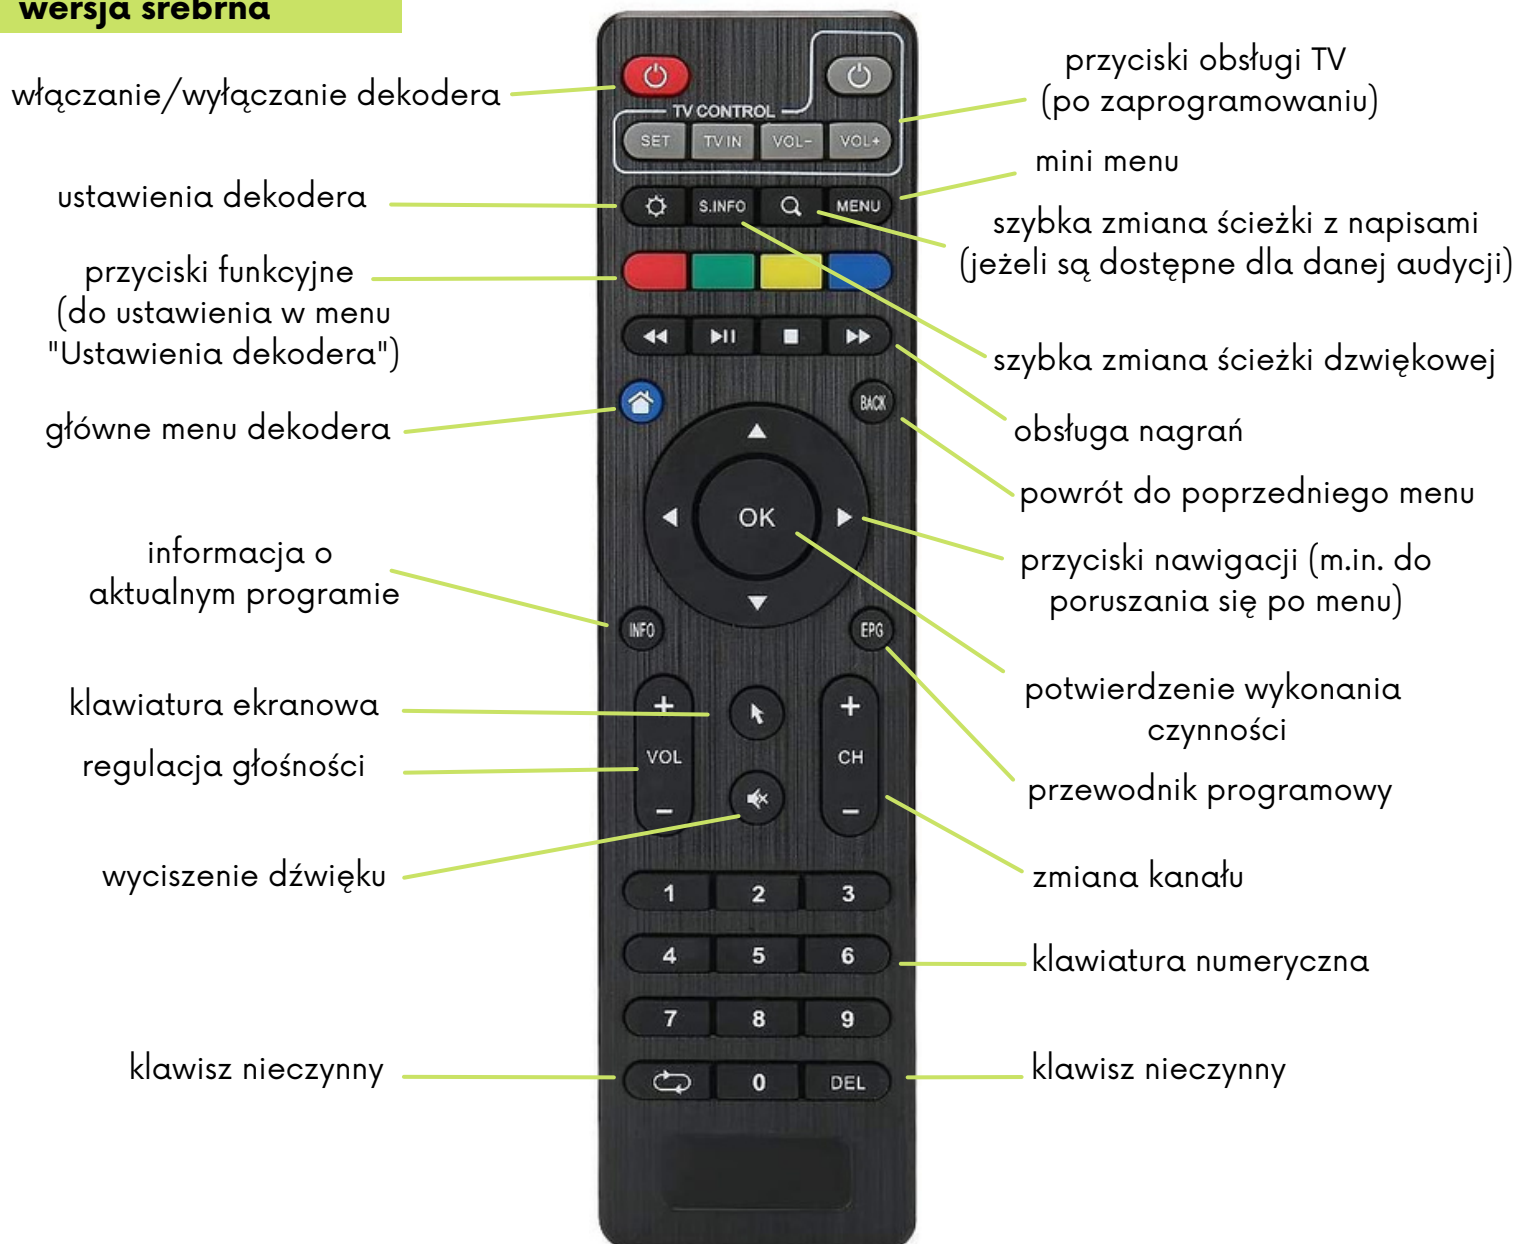 wersja srebrna
włączanie/wyłączanie dekodera
przyciski obsługi TV
(po zaprogramowaniu)
TV CONTROL
SET TV IN VOL- VOL+
mini menu
ustawienia dekodera
S.INFO MENU
szybka zmiana ścieżki z napisami
(jeżeli są dostępne dla danej audycji)
przyciski funkcyjne
(do ustawienia w menu
"Ustawienia dekodera")
szybka zmiana ścieżki dzwiękowej
główne menu dekodera
BACK
obsługa nagrań
powrót do poprzedniego menu
OK
informacja o
aktualnym programie
przyciski nawigacji (m.in. do
poruszania się po menu)
INFO EPG
klawiatura ekranowa
potwierdzenie wykonania
czynności
+ +
VOL CH
- -
regulacja głośności
przewodnik programowy
wyciszenie dźwięku
zmiana kanału
1 2 3
4 5 6
klawiatura numeryczna
7 8 9
klawisz nieczynny
0 DEL
klawisz nieczynny